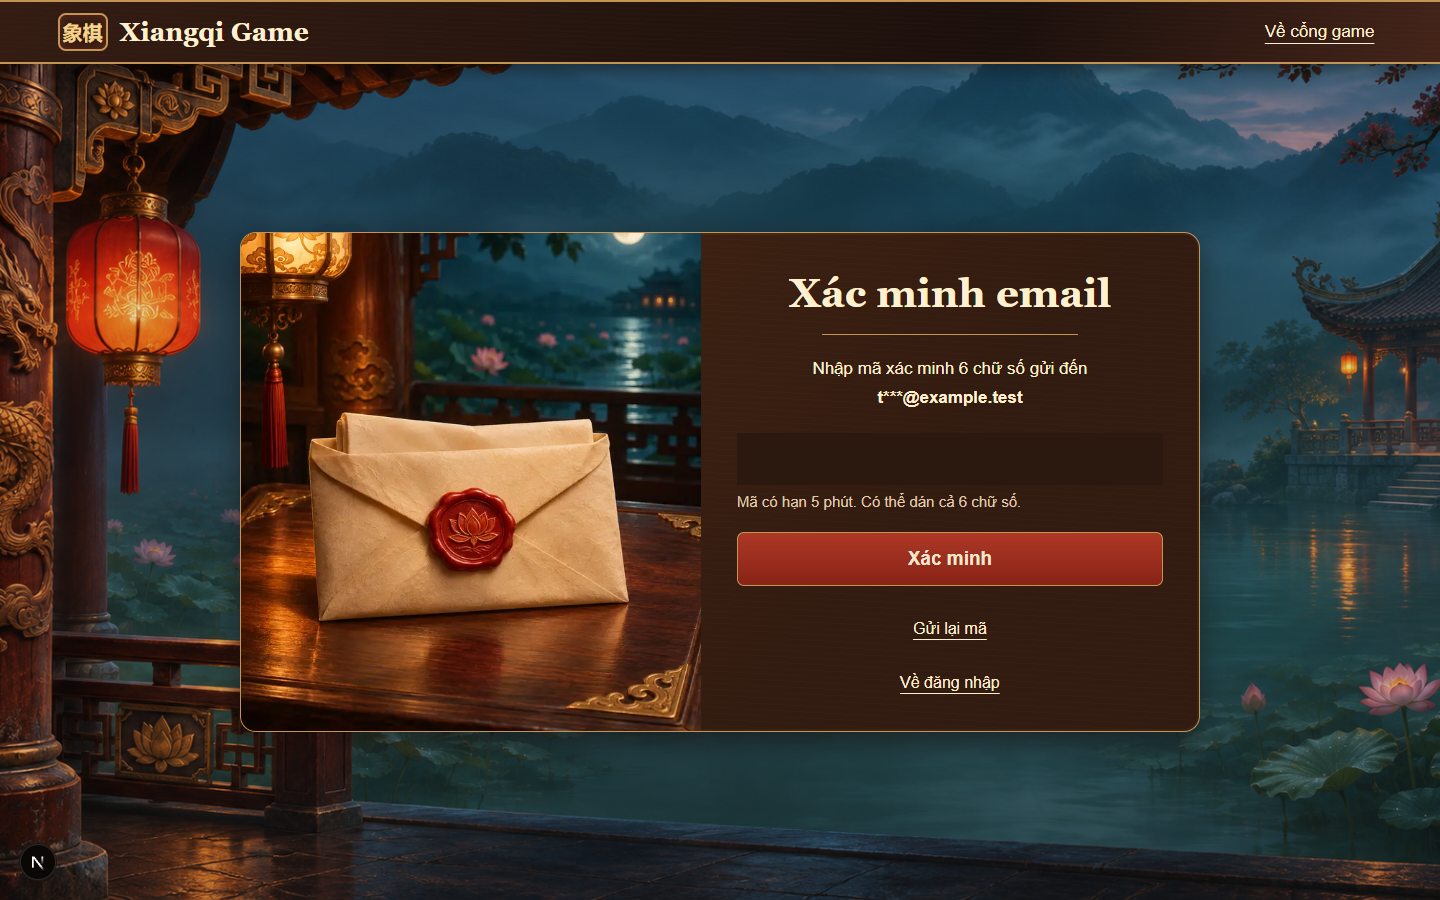 象棋 Xiangqi Game
Về cổng game
Xác minh email
Nhập mã xác minh 6 chữ số gửi đến
t***@example.test
Mã có hạn 5 phút. Có thể dán cả 6 chữ số.
Xác minh
Gửi lại mã
Về đăng nhập
N